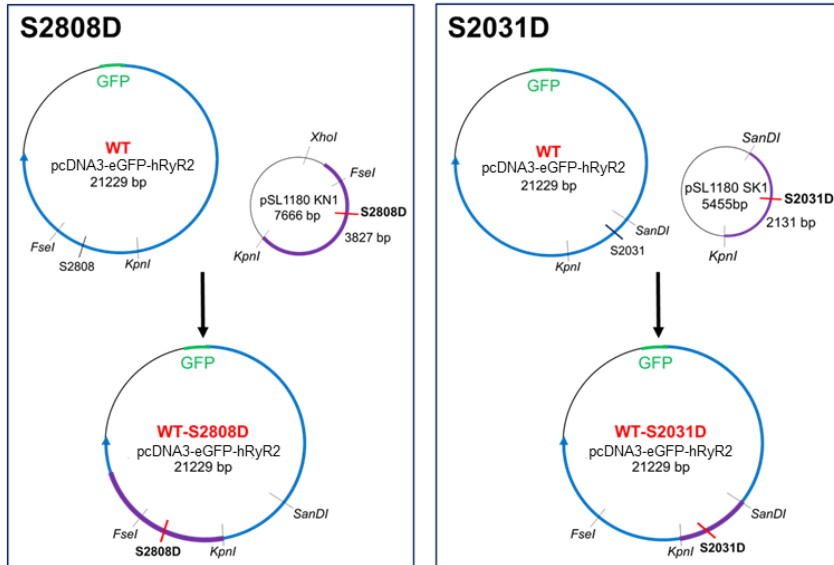 S2808D
GFP
WT
pcDNA3-eGFP-hRyR2
21229 bp
FseI
S2808
KpnI
XhoI
FseI
pSL1180 KN1
7666 bp
S2808D
3827 bp
KpnI
GFP
WT-S2808D
pcDNA3-eGFP-hRyR2
21229 bp
SanDI
FseI
S2808D
KpnI
S2031D
GFP
WT
pcDNA3-eGFP-hRyR2
21229 bp
SanDI
S2031
KpnI
SanDI
pSL1180 SK1
5455bp
S2031D
2131 bp
KpnI
GFP
WT-S2031D
pcDNA3-eGFP-hRyR2
21229 bp
SanDI
FseI
KpnI
S2031D